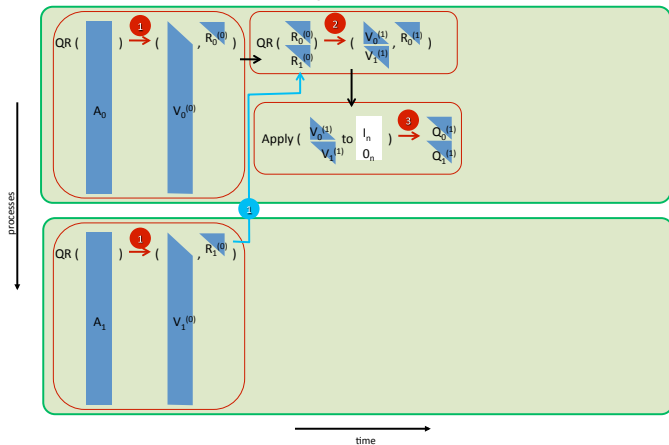 1
QR ( A₀ ) ( V₀⁽⁰⁾ , R₀⁽⁰⁾ )
2
QR ( R₀⁽⁰⁾ R₁⁽⁰⁾ ) ( V₀⁽¹⁾ V₁⁽¹⁾ , R₀⁽¹⁾ )
3
Apply ( V₀⁽¹⁾ V₁⁽¹⁾ to Iₙ 0ₙ ) Q₀⁽¹⁾ Q₁⁽¹⁾
1
processes
1
QR ( A₁ ) ( V₁⁽⁰⁾ , R₁⁽⁰⁾ )
time